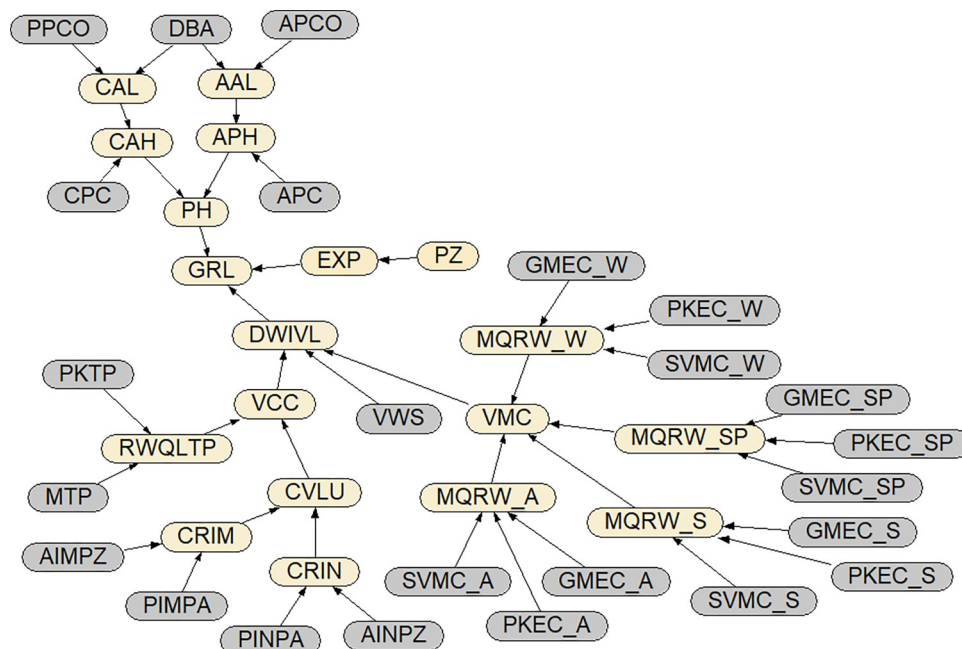 PPCO
DBA
APCO
CAL
AAL
CAH
APH
CPC
APC
PH
GRL
EXP
PZ
GMEC_W
DWIVL
MQRW_W
PKEC_W
SVMC_W
PKTP
VCC
VWS
VMC
GMEC_SP
RWQLTP
MQRW_SP
PKEC_SP
MTP
CVLU
MQRW_A
SVMC_SP
CRIM
MQRW_S
GMEC_S
AIMPZ
CRIN
SVMC_A
GMEC_A
PKEC_S
PIMPA
SVMC_S
PINPA
AINPZ
PKEC_A